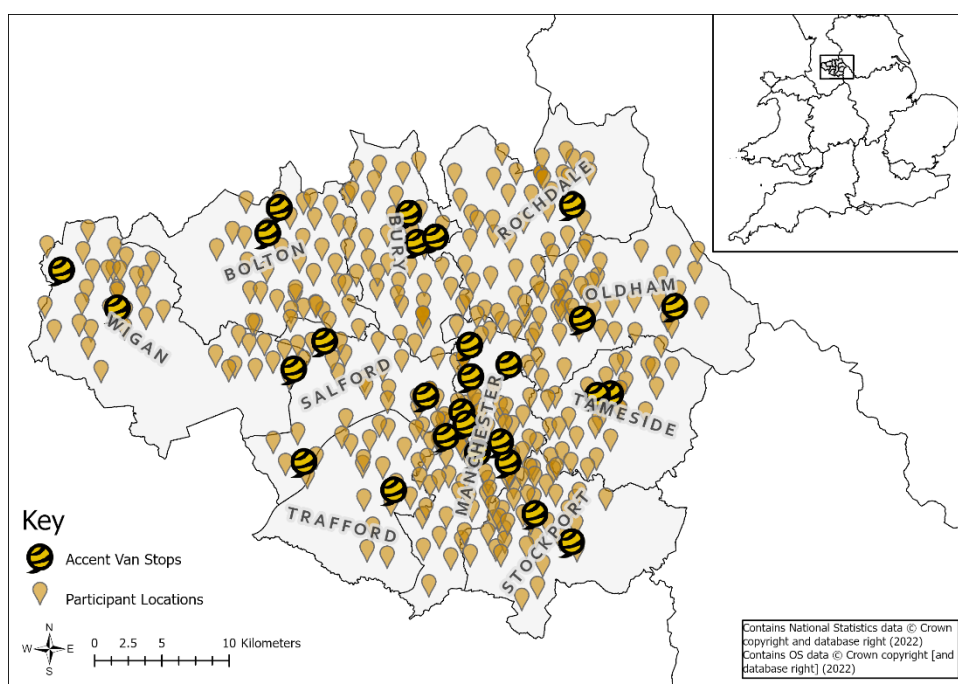 ROCHDALE
BURY
BOLTON
OLDHAM
WIGAN
SALFORD
MANCHESTER
TAMESIDE
TRAFFORD
STOCKPORT
Key
Accent Van Stops
Participant Locations
N
W E
S
0 2.5 5 10 Kilometers
Contains National Statistics data © Crown
copyright and database right (2022)
Contains OS data © Crown copyright [and
database right] (2022)